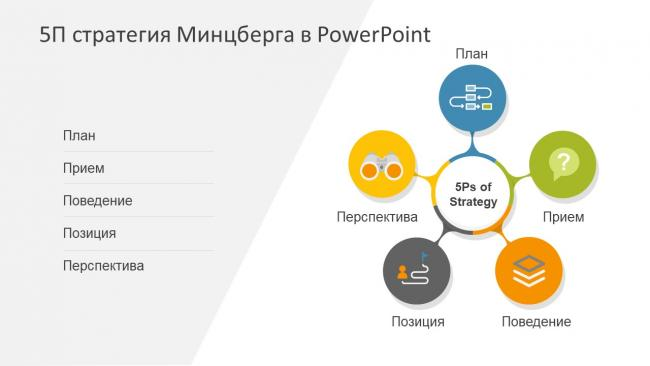 5П стратегия Минцберга в PowerPoint
План
Прием
Поведение
Позиция
Перспектива
План
Перспектива
5Ps of
Strategy
?
Прием
Позиция
Поведение